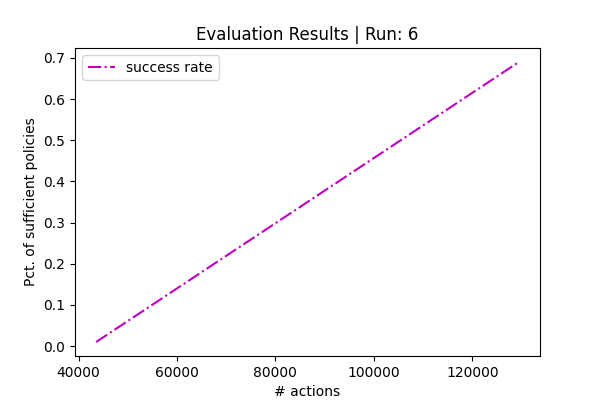 Evaluation Results | Run: 6
success rate
Pct. of sufficient policies
0.7
0.6
0.5
0.4
0.3
0.2
0.1
0.0
40000 60000 80000 100000 120000
# actions